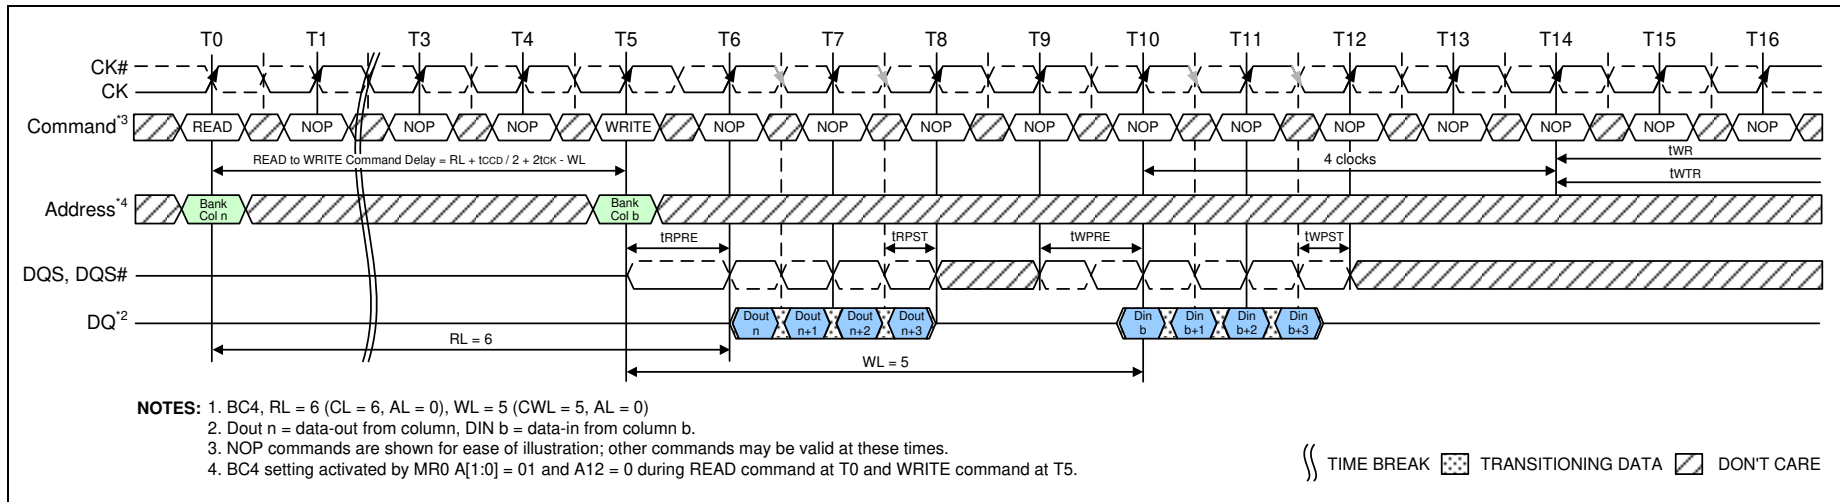 T0 T1 T3 T4 T5 T6 T7 T8 T9 T10 T11 T12 T13 T14 T15 T16
CK#
CK
Command*3 READ NOP NOP NOP WRITE NOP NOP NOP NOP NOP NOP NOP NOP NOP NOP NOP
READ to WRITE Command Delay = RL + tCCD / 2 + 2tCK - WL 4 clocks tWR
tWTR
Address*4 Bank Col n Bank Col b
tRPRE tRPST tWPRE tWPST
DQS, DQS#
DQ*2 Dout n Dout n+1 Dout n+2 Dout n+3 Din b Din b+1 Din b+2 Din b+3
RL = 6
WL = 5
NOTES: 1. BC4, RL = 6 (CL = 6, AL = 0), WL = 5 (CWL = 5, AL = 0)
2. Dout n = data-out from column, DIN b = data-in from column b.
3. NOP commands are shown for ease of illustration; other commands may be valid at these times.
4. BC4 setting activated by MR0 A[1:0] = 01 and A12 = 0 during READ command at T0 and WRITE command at T5.
TIME BREAK TRANSITIONING DATA DON'T CARE